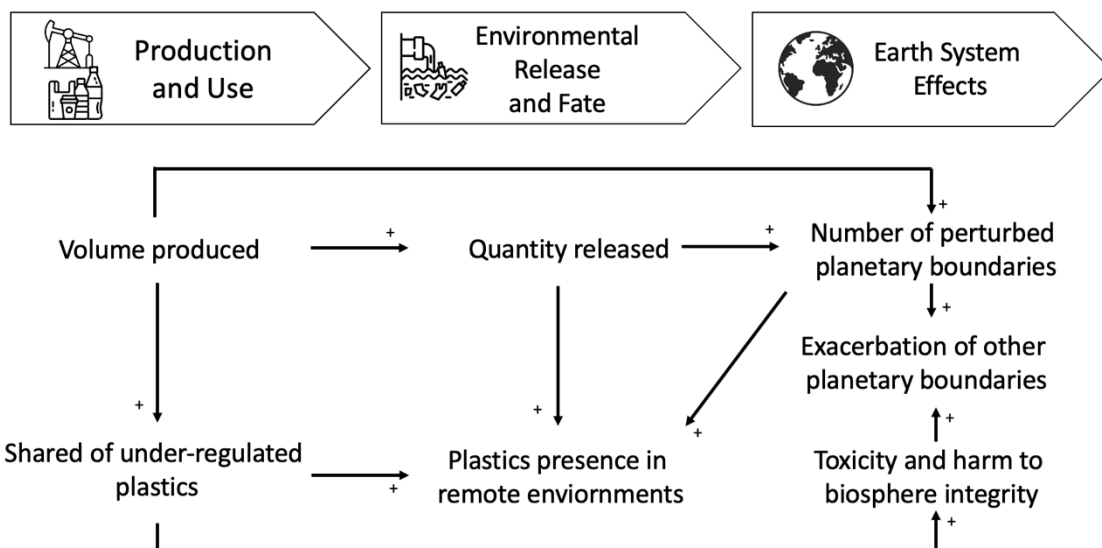 Production
and Use
Environmental
Release
and Fate
Earth System
Effects
+
Volume produced
+
Quantity released
+
Number of perturbed
planetary boundaries
+
Exacerbation of other
planetary boundaries
+
+
+
+
Shared of under-regulated
plastics
+
Plastics presence in
remote enviornments
Toxicity and harm to
biosphere integrity
+